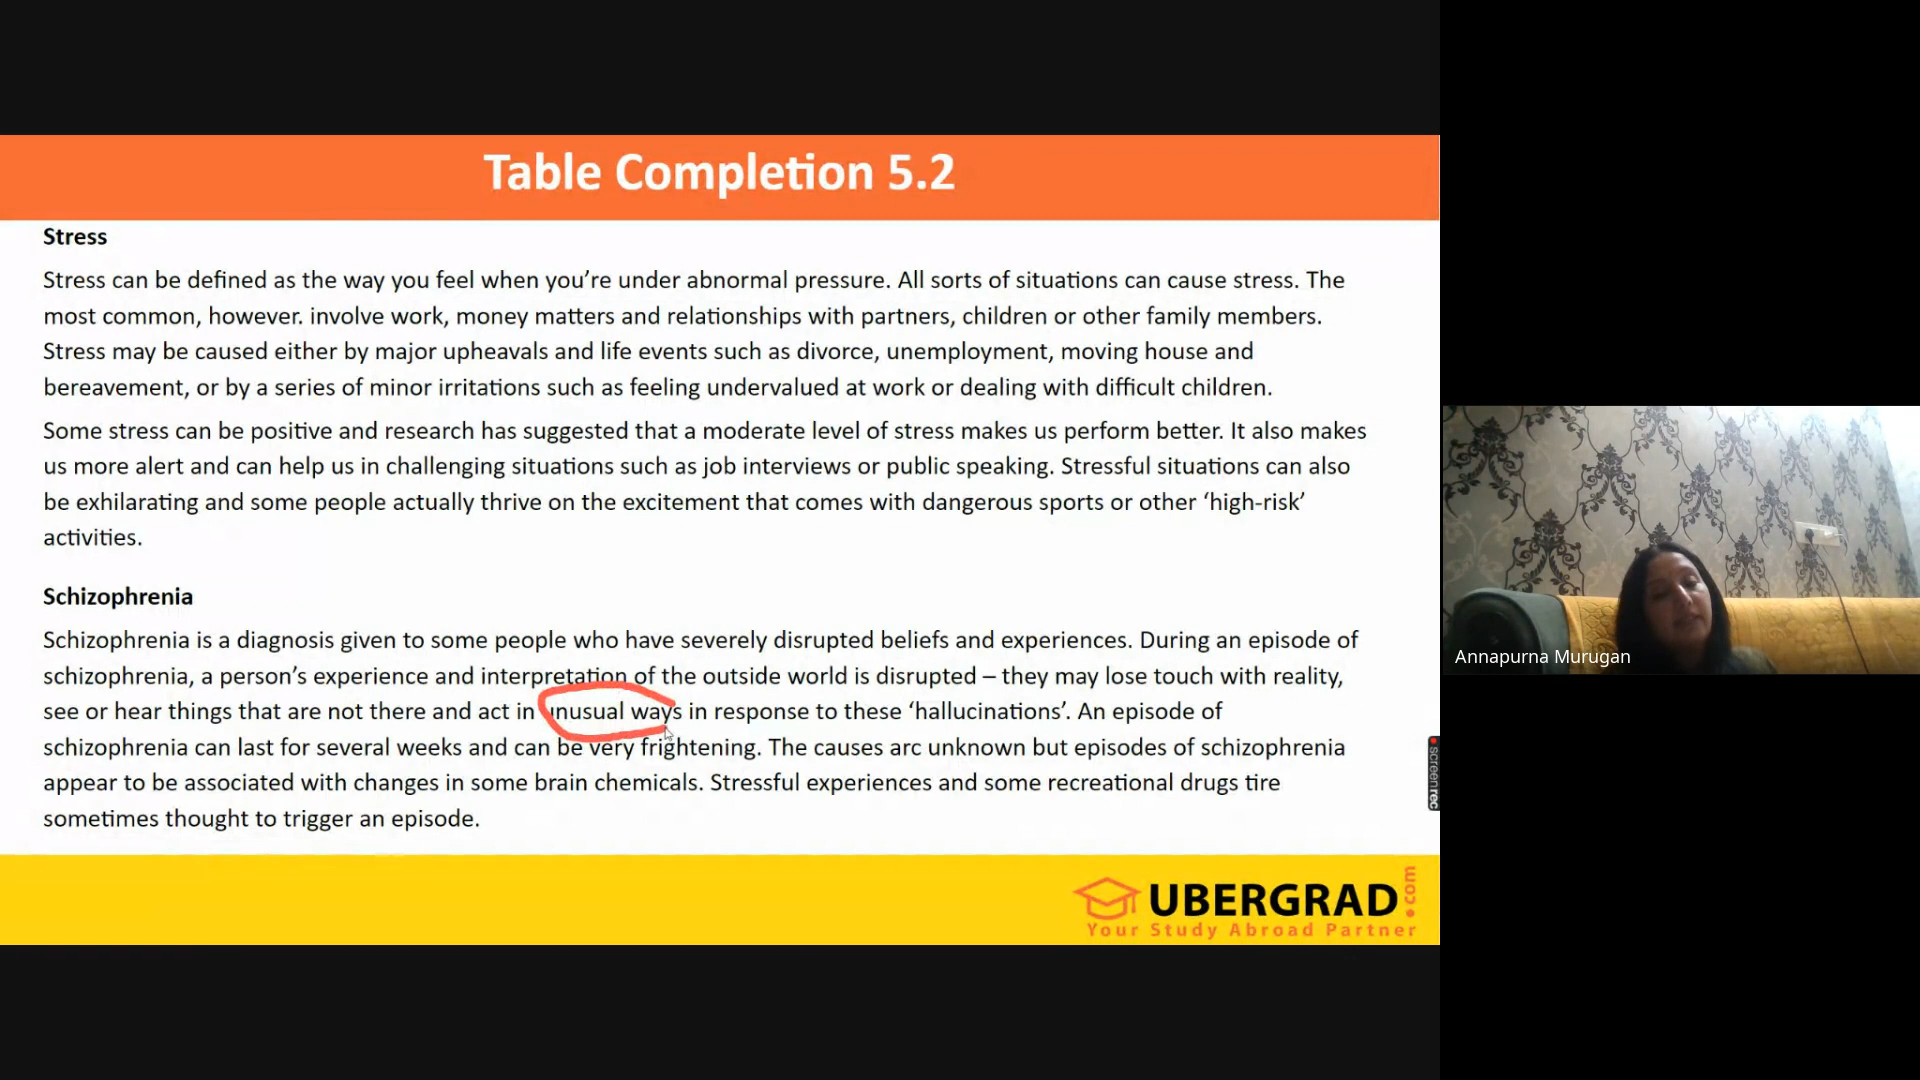 Table Completion 5.2
Stress
Stress can be defined as the way you feel when you’re under abnormal pressure. All sorts of situations can cause stress. The
most common, however. involve work, money matters and relationships with partners, children or other family members.
Stress may be caused either by major upheavals and life events such as divorce, unemployment, moving house and
bereavement, or by a series of minor irritations such as feeling undervalued at work or dealing with difficult children.
Some stress can be positive and research has suggested that a moderate level of stress makes us perform better. It also makes
us more alert and can help us in challenging situations such as job interviews or public speaking. Stressful situations can also
be exhilarating and some people actually thrive on the excitement that comes with dangerous sports or other ‘high-risk’
activities.
Schizophrenia
Schizophrenia is a diagnosis given to some people who have severely disrupted beliefs and experiences. During an episode of
schizophrenia, a person’s experience and interpretation of the outside world is disrupted – they may lose touch with reality,
see or hear things that are not there and act in unusual ways in response to these ‘hallucinations’. An episode of
schizophrenia can last for several weeks and can be very frightening. The causes arc unknown but episodes of schizophrenia
appear to be associated with changes in some brain chemicals. Stressful experiences and some recreational drugs tire
sometimes thought to trigger an episode.
UBERGRAD.com
Your Study Abroad Partner
screenrec
Annapurna Murugan